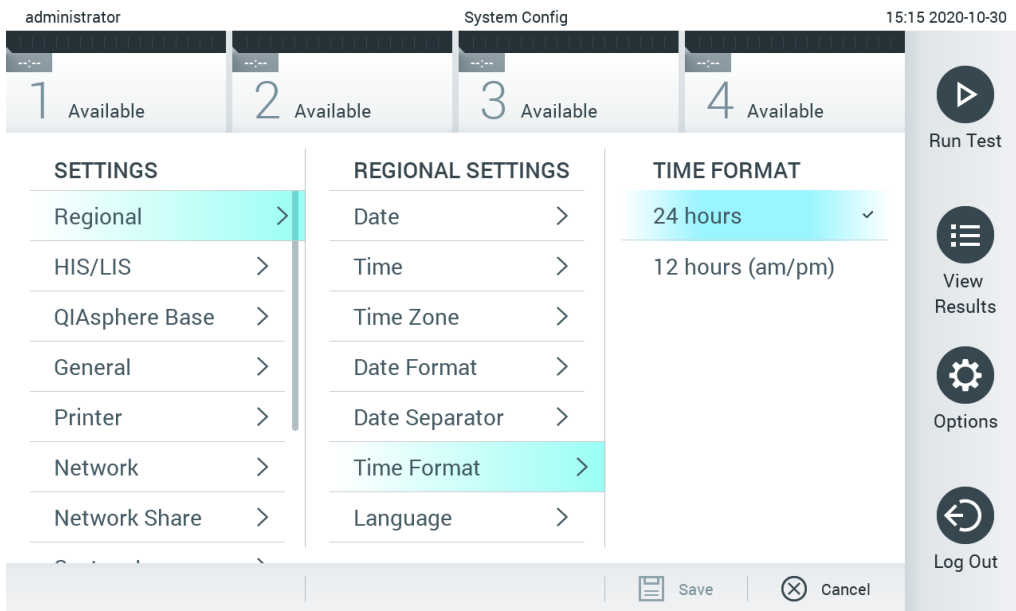 administrator System Config 15:15 2020-10-30
--:-- --:-- --:-- --:--
1 Available 2 Available 3 Available 4 Available
Run Test
View
Results
Options
Log Out
SETTINGS
Regional
HIS/LIS
QIAsphere Base
General
Printer
Network
Network Share
REGIONAL SETTINGS
Date
Time
Time Zone
Date Format
Date Separator
Time Format
Language
TIME FORMAT
24 hours
12 hours (am/pm)
Save Cancel